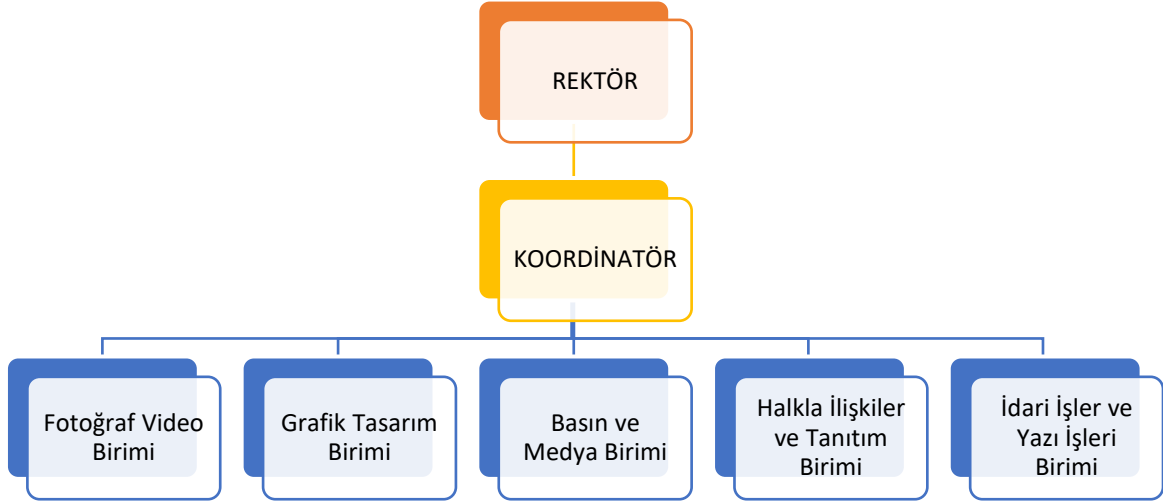 REKTÖR
KOORDİNATÖR
Fotoğraf Video
Birimi
Grafik Tasarım
Birimi
Basın ve
Medya Birimi
Halkla İlişkiler
ve Tanıtım
Birimi
İdari İşler ve
Yazı İşleri
Birimi